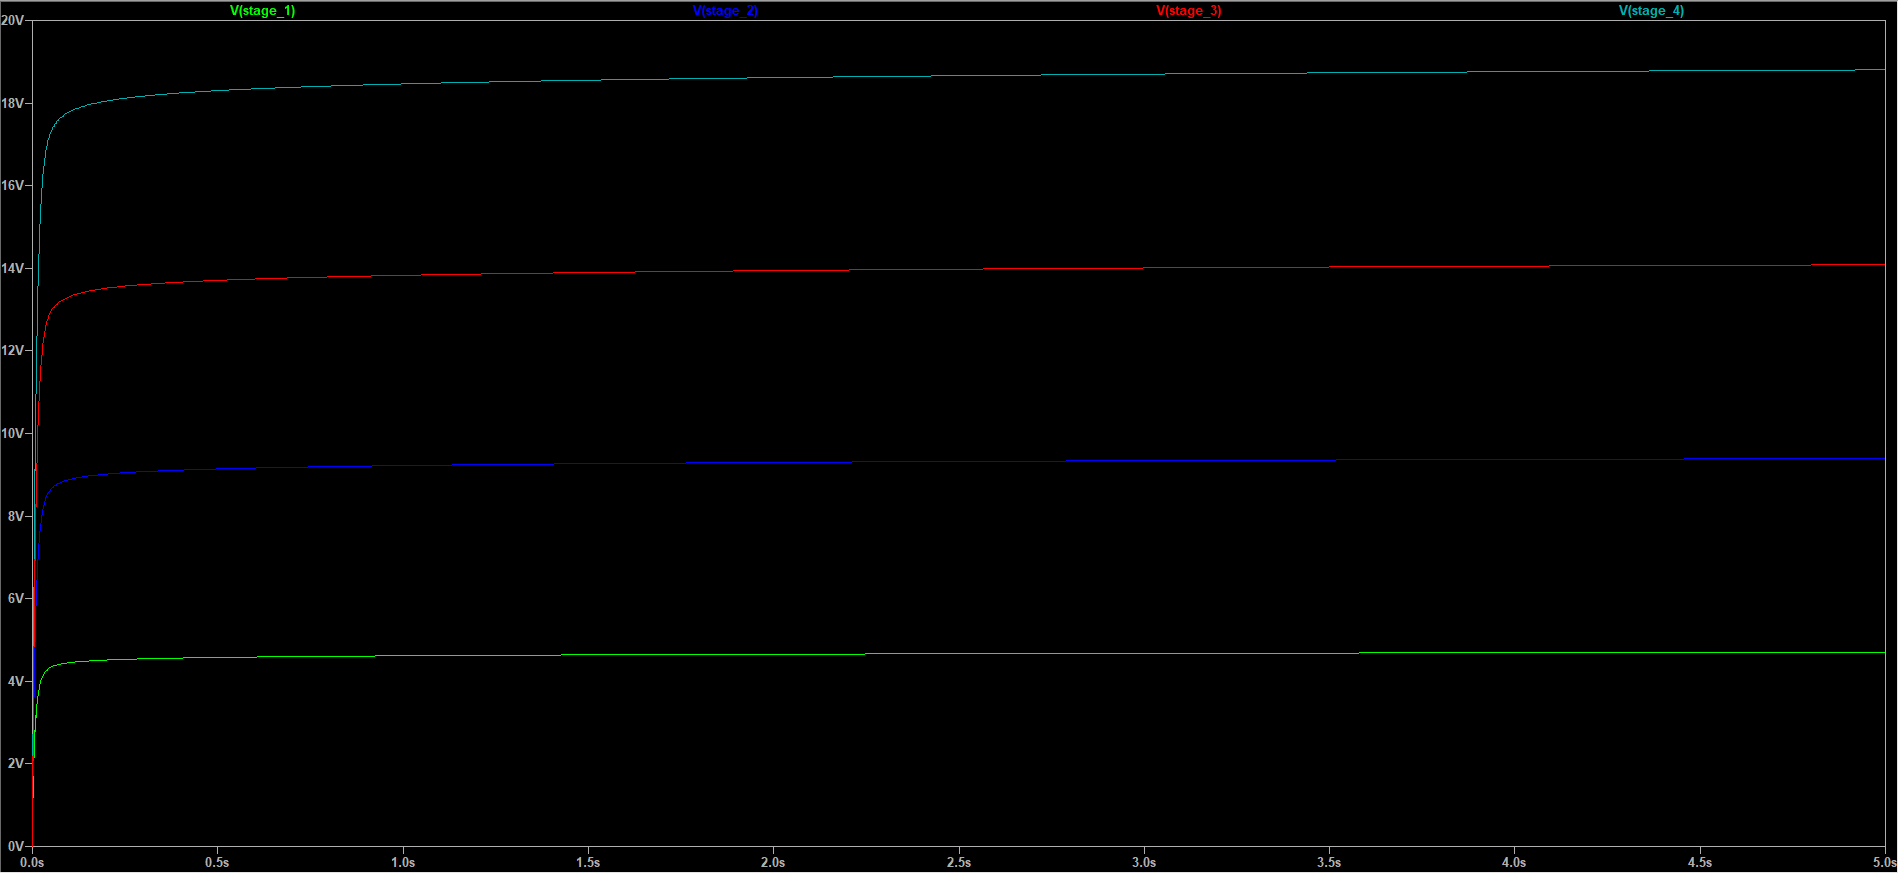 V(stage_1) V(stage_2) V(stage_3) V(stage_4)
20V
18V
16V
14V
12V
10V
8V
6V
4V
2V
0V
0.0s 0.5s 1.0s 1.5s 2.0s 2.5s 3.0s 3.5s 4.0s 4.5s 5.0s